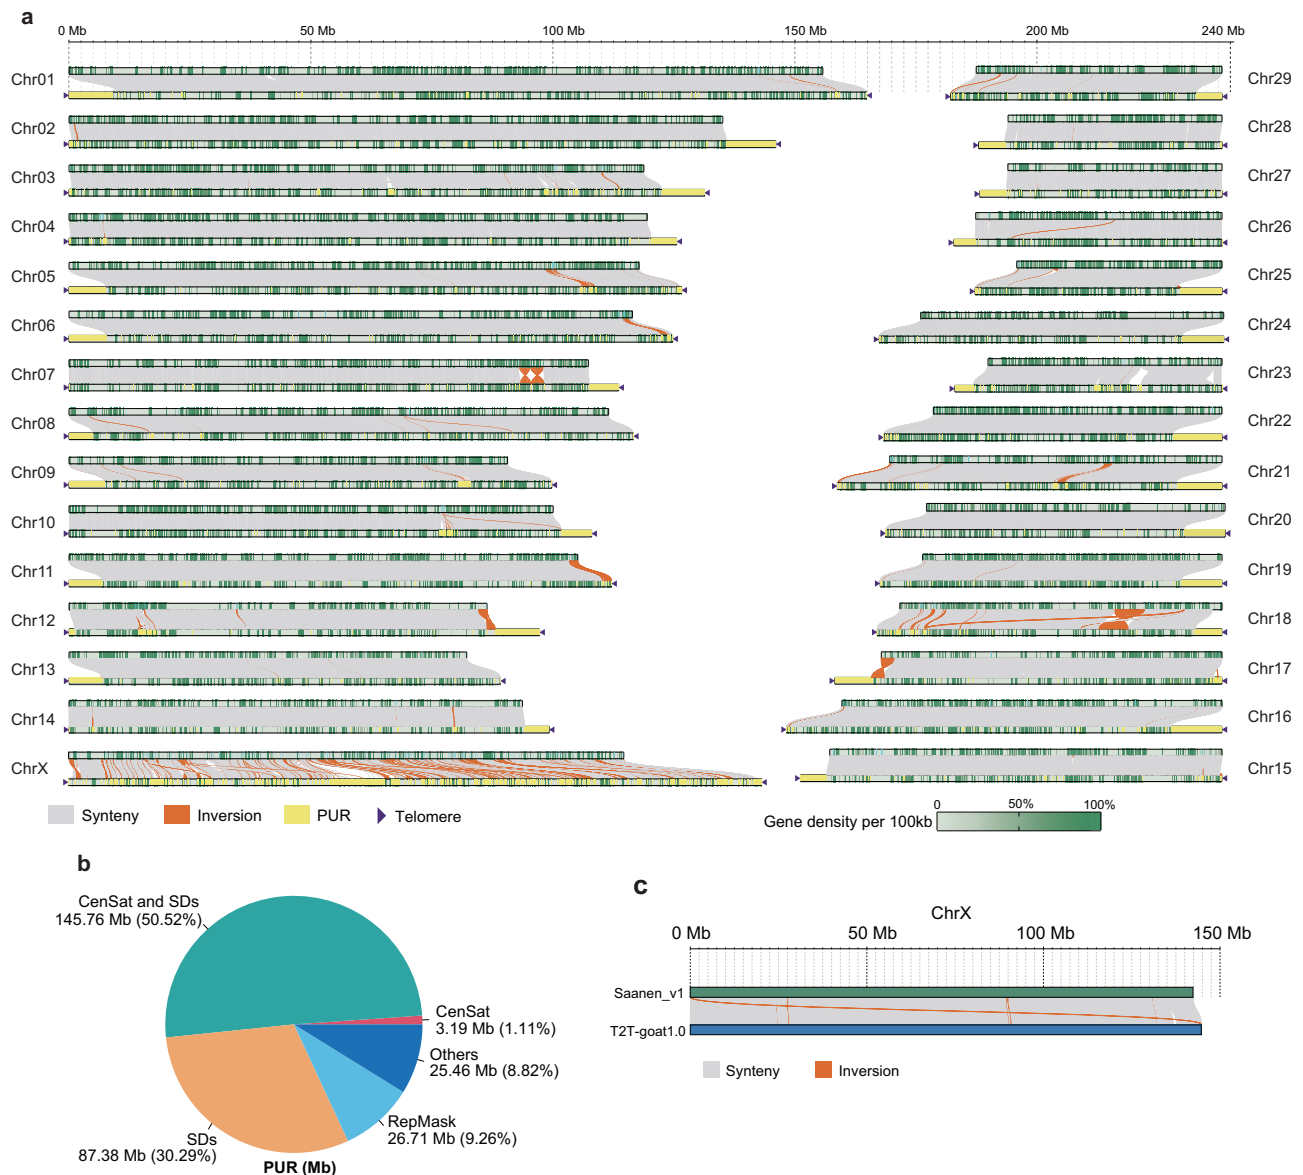 a
0 Mb 50 Mb 100 Mb 150 Mb 200 Mb 240 Mb
Chr01 Chr29
Chr02 Chr28
Chr03 Chr27
Chr04 Chr26
Chr05 Chr25
Chr06 Chr24
Chr07 Chr23
Chr08 Chr22
Chr09 Chr21
Chr10 Chr20
Chr11 Chr19
Chr12 Chr18
Chr13 Chr17
Chr14 Chr16
ChrX Chr15
Synteny Inversion PUR Telomere
0 50% 100%
Gene density per 100kb
b
CenSat and SDs
145.76 Mb (50.52%)
CenSat
3.19 Mb (1.11%)
Others
25.46 Mb (8.82%)
RepMask
26.71 Mb (9.26%)
SDs
87.38 Mb (30.29%)
PUR (Mb)
c
ChrX
0 Mb 50 Mb 100 Mb 150 Mb
Saanen_v1
T2T-goat1.0
Synteny Inversion